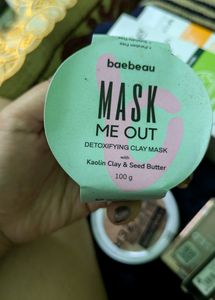 baebeau
MASK
ME OUT
DETOXIFYING CLAY MASK
with
Kaolin Clay & Seed Butter
100 g